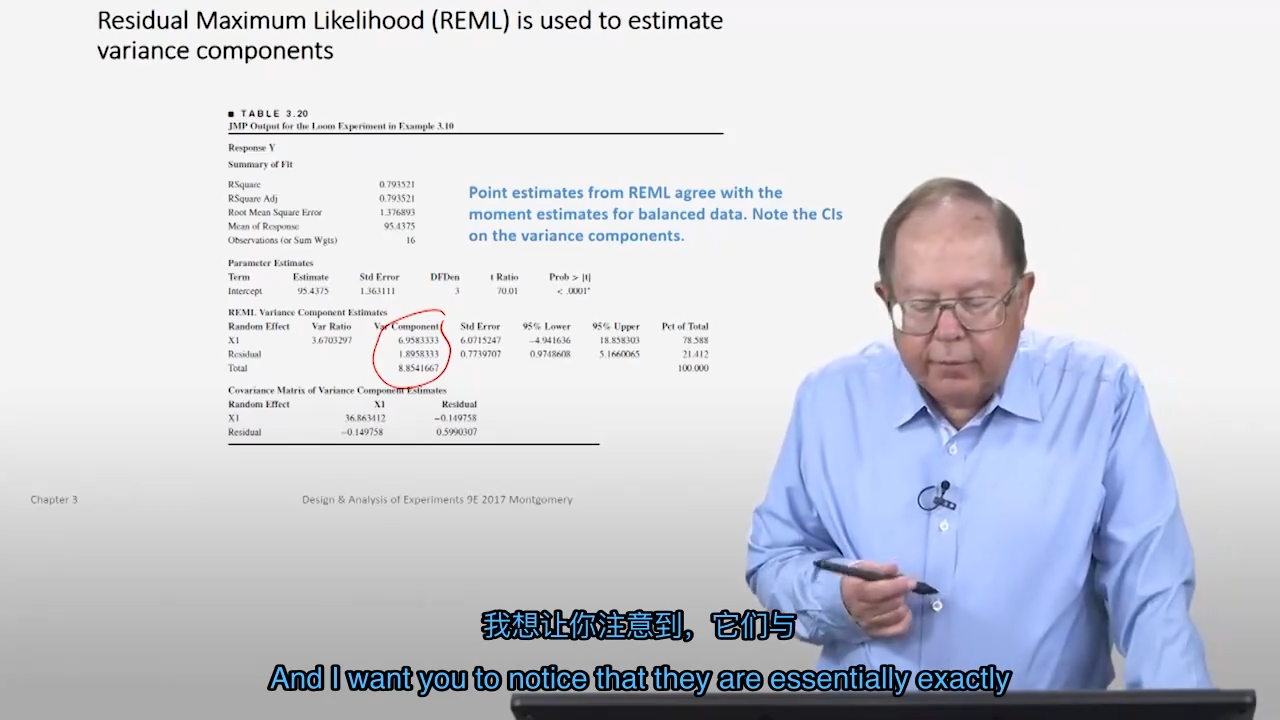 Residual Maximum Likelihood (REML) is used to estimate
variance components
■ TABLE 3.20
JMP Output for the Loom Experiment in Example 3.10
Response Y
Summary of Fit
RSquare 0.793521
RSquare Adj 0.793521
Root Mean Square Error 1.376893
Mean of Response 95.4375
Observations (or Sum Wgts) 16
Point estimates from REML agree with the
moment estimates for balanced data. Note the CIs
on the variance components.
Parameter Estimates
Term Estimate Std Error DFDen t Ratio Prob > |t|
Intercept 95.4375 1.363111 3 70.01 < .0001*
REML Variance Component Estimates
Random Effect Var Ratio Var Component Std Error 95% Lower 95% Upper Pct of Total
X1 3.6703297 6.9583333 6.0715247 −4.941636 18.858303 78.588
Residual 1.8958333 0.7739707 0.9748608 5.1660065 21.412
Total 8.8541667 100.000
Covariance Matrix of Variance Component Estimates
Random Effect X1 Residual
X1 36.863412 −0.149758
Residual −0.149758 0.5990307
Chapter 3 Design & Analysis of Experiments 9E 2017 Montgomery
我想让你注意到，它们与
And I want you to notice that they are essentially exactly